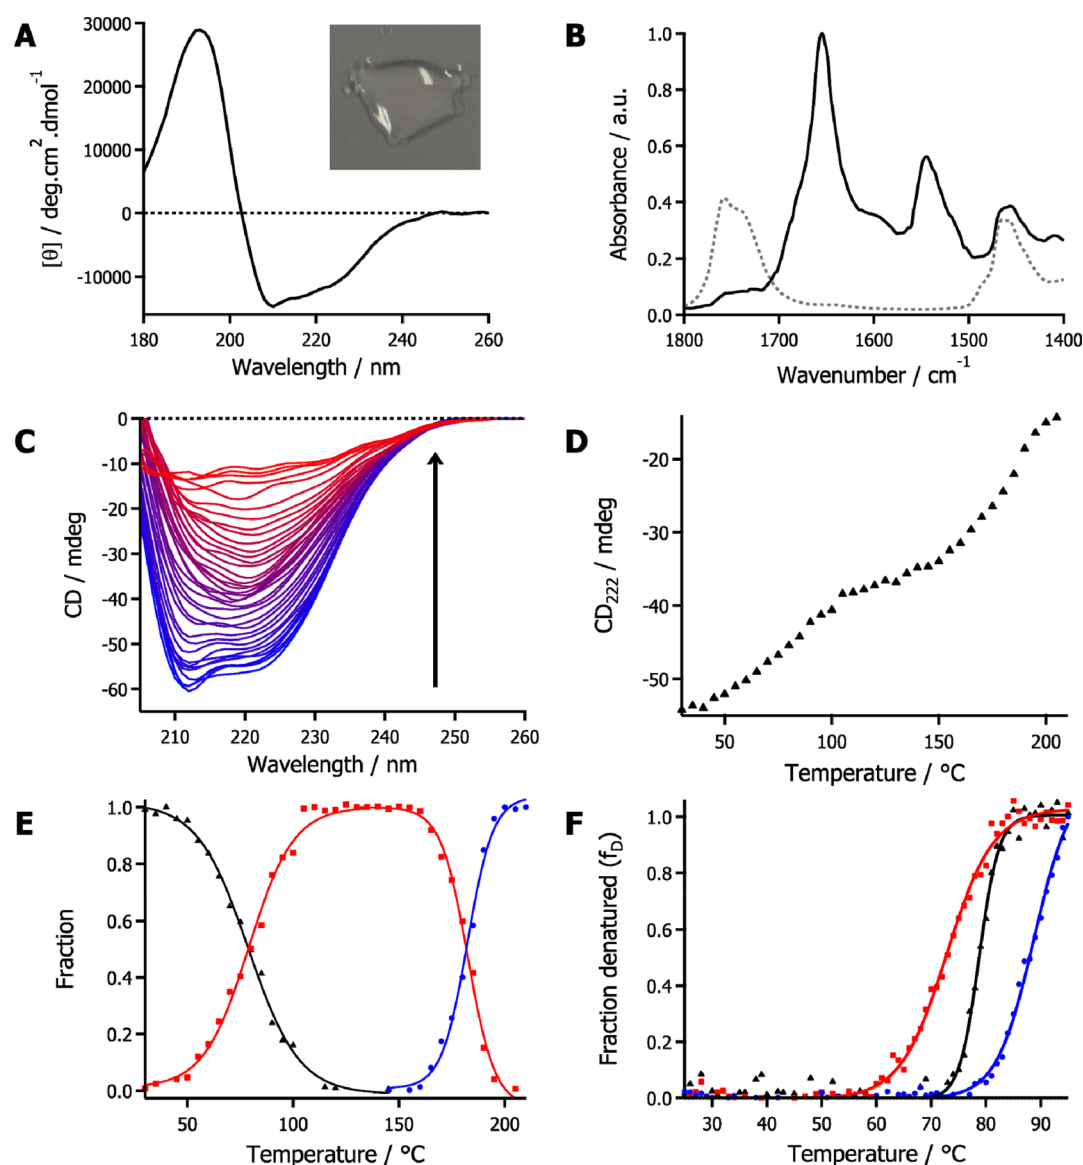 A
[θ] / deg.cm2.dmol-1
30000
20000
10000
0
-10000
180 200 220 240 260
Wavelength / nm
B
Absorbance / a.u.
1.0
0.8
0.6
0.4
0.2
0.0
1800 1700 1600 1500 1400
Wavenumber / cm-1
C
CD / mdeg
0
-10
-20
-30
-40
-50
-60
210 220 230 240 250 260
Wavelength / nm
D
CD222 / mdeg
-20
-30
-40
-50
50 100 150 200
Temperature / °C
E
Fraction
1.0
0.8
0.6
0.4
0.2
0.0
50 100 150 200
Temperature / °C
F
Fraction denatured (fD)
1.0
0.8
0.6
0.4
0.2
0.0
30 40 50 60 70 80 90
Temperature / °C